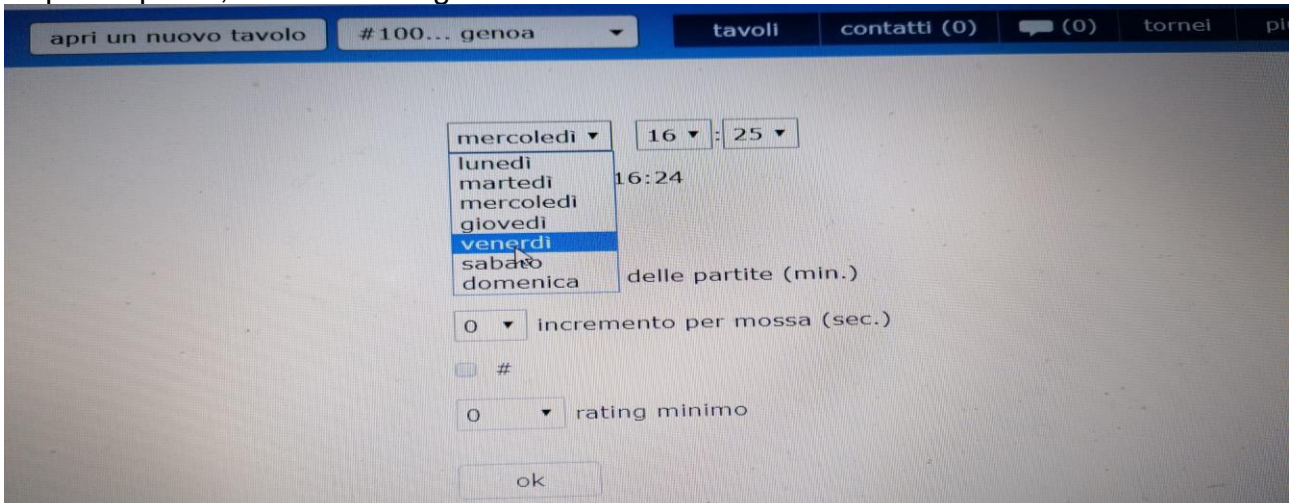 apri un nuovo tavolo #100... genoa tavoli contatti (0) (0) tornei
mercoledì 16 : 25
lunedì
martedì 16:24
mercoledì
giovedì
venerdì
sabato
domenica delle partite (min.)
0 incremento per mossa (sec.)
#
0 rating minimo
ok